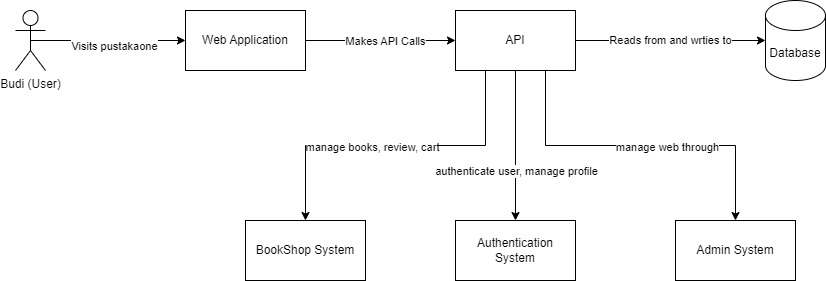 Visits pustakaone
Budi (User)
Web Application
Makes API Calls
API
Reads from and wrties to
Database
manage books, review, cart
authenticate user, manage profile
manage web through
BookShop System
Authentication
System
Admin System